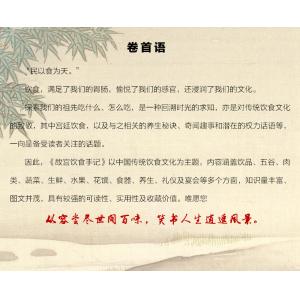 卷首语
“民以食为天。”
饮食，满足了我们的胃肠，愉悦了我们的感官，还浸润了我们的文化。
探索我们的祖先吃什么、怎么吃，是一种回溯时光的求知，亦是对传统饮食文化
的致敬，其中宫廷饮食，以及与之相关的养生秘诀、奇闻趣事和潜在的权力话语等，
一向是备受读者关注的话题。
因此，《故宫饮食手记》以中国传统饮食文化为主题，内容涵盖饮品、五谷、肉
类、蔬菜、生鲜、水果、花馔、食器、养生、礼仪及宴会等多个方面，知识量丰富，
图文并茂，具有较强的可读性、实用性及收藏价值。唯愿您
从容尝尽世间百味，笑书人生逍遥风景。